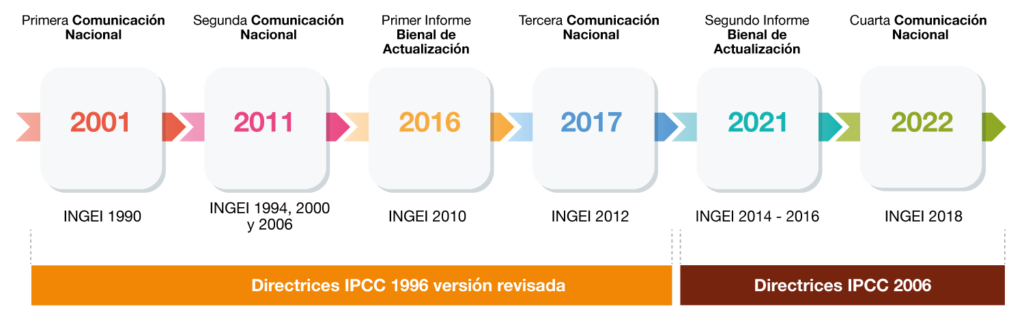 Primera Comunicación
Nacional
Segunda Comunicación
Nacional
Primer Informe
Bienal de
Actualización
Tercera Comunicación
Nacional
Segundo Informe
Bienal de
Actualización
Cuarta Comunicación
Nacional
2001
2011
2016
2017
2021
2022
INGEI 1990
INGEI 1994, 2000
y 2006
INGEI 2010
INGEI 2012
INGEI 2014 - 2016
INGEI 2018
Directrices IPCC 1996 versión revisada
Directrices IPCC 2006